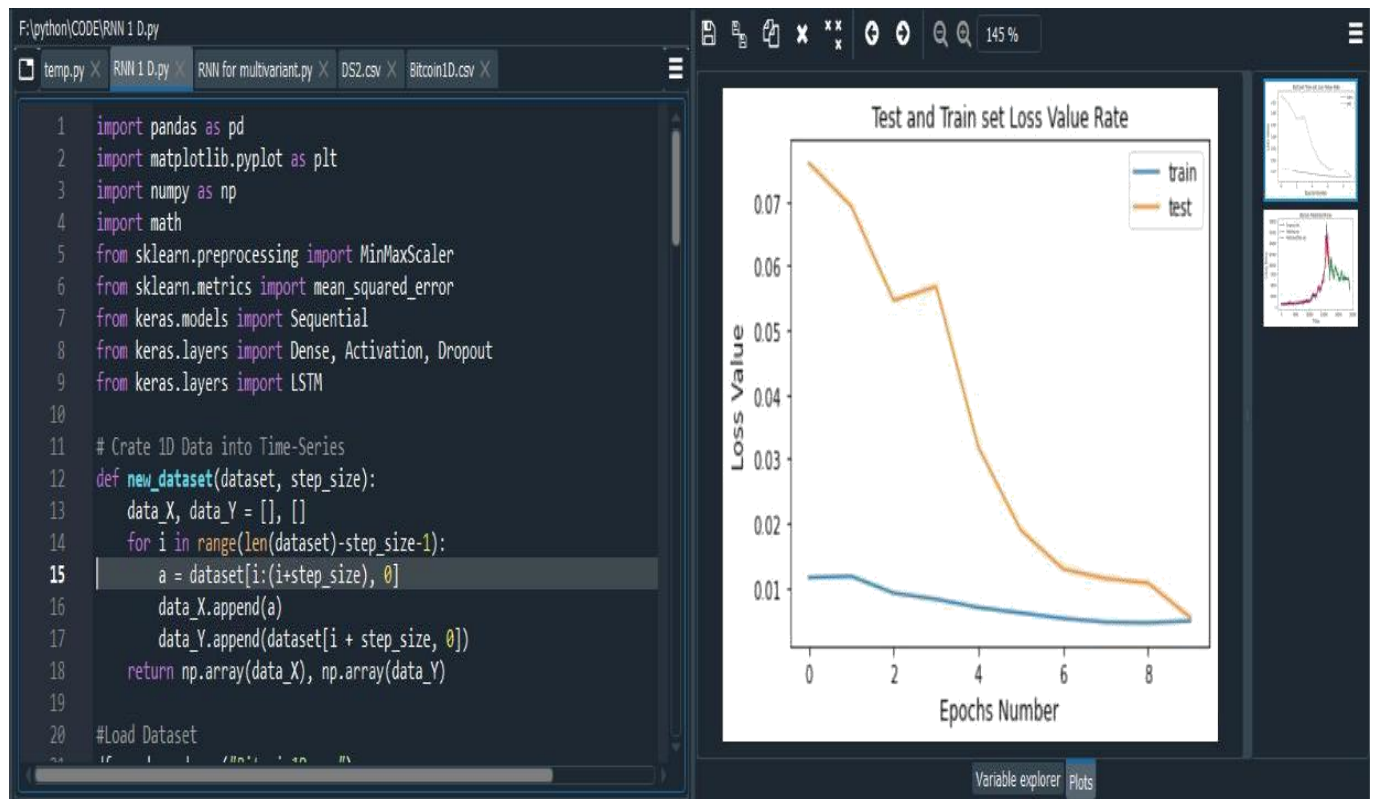 F:\python\CODE\RNN 1 D.py
temp.py RNN 1 D.py RNN for multivariant.py DS2.csv Bitcoin1D.csv
1 import pandas as pd
2 import matplotlib.pyplot as plt
3 import numpy as np
4 import math
5 from sklearn.preprocessing import MinMaxScaler
6 from sklearn.metrics import mean_squared_error
7 from keras.models import Sequential
8 from keras.layers import Dense, Activation, Dropout
9 from keras.layers import LSTM
10
11 # Crate 1D Data into Time-Series
12 def new_dataset(dataset, step_size):
13 data_X, data_Y = [], []
14 for i in range(len(dataset)-step_size-1):
15 a = dataset[i:(i+step_size), 0]
16 data_X.append(a)
17 data_Y.append(dataset[i + step_size, 0])
18 return np.array(data_X), np.array(data_Y)
19
20 #Load Dataset
145 %
Test and Train set Loss Value Rate
train
test
0.07
0.06
0.05
0.04
0.03
0.02
0.01
Loss Value
0 2 4 6 8
Epochs Number
Variable explorer Plots